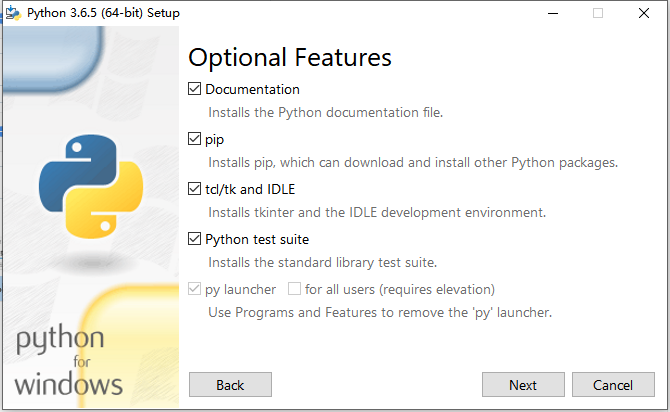 Python 3.6.5 (64-bit) Setup
Optional Features
Documentation
Installs the Python documentation file.
pip
Installs pip, which can download and install other Python packages.
tcl/tk and IDLE
Installs tkinter and the IDLE development environment.
Python test suite
Installs the standard library test suite.
py launcher for all users (requires elevation)
Use Programs and Features to remove the 'py' launcher.
python
for
windows
Back Next Cancel